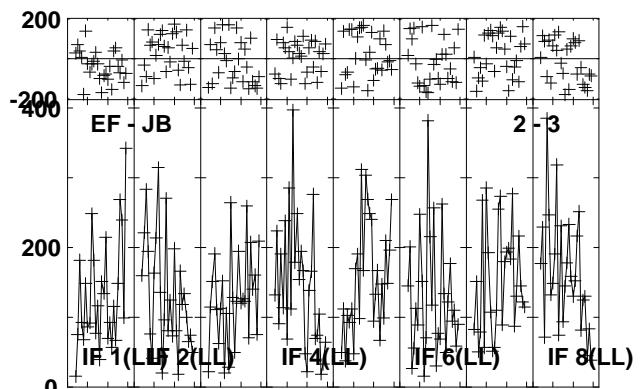 200
-200
400
EF - JB 2 - 3
200
IF 1(LL) IF 2(LL) IF 4(LL) IF 6(LL) IF 8(LL)
0